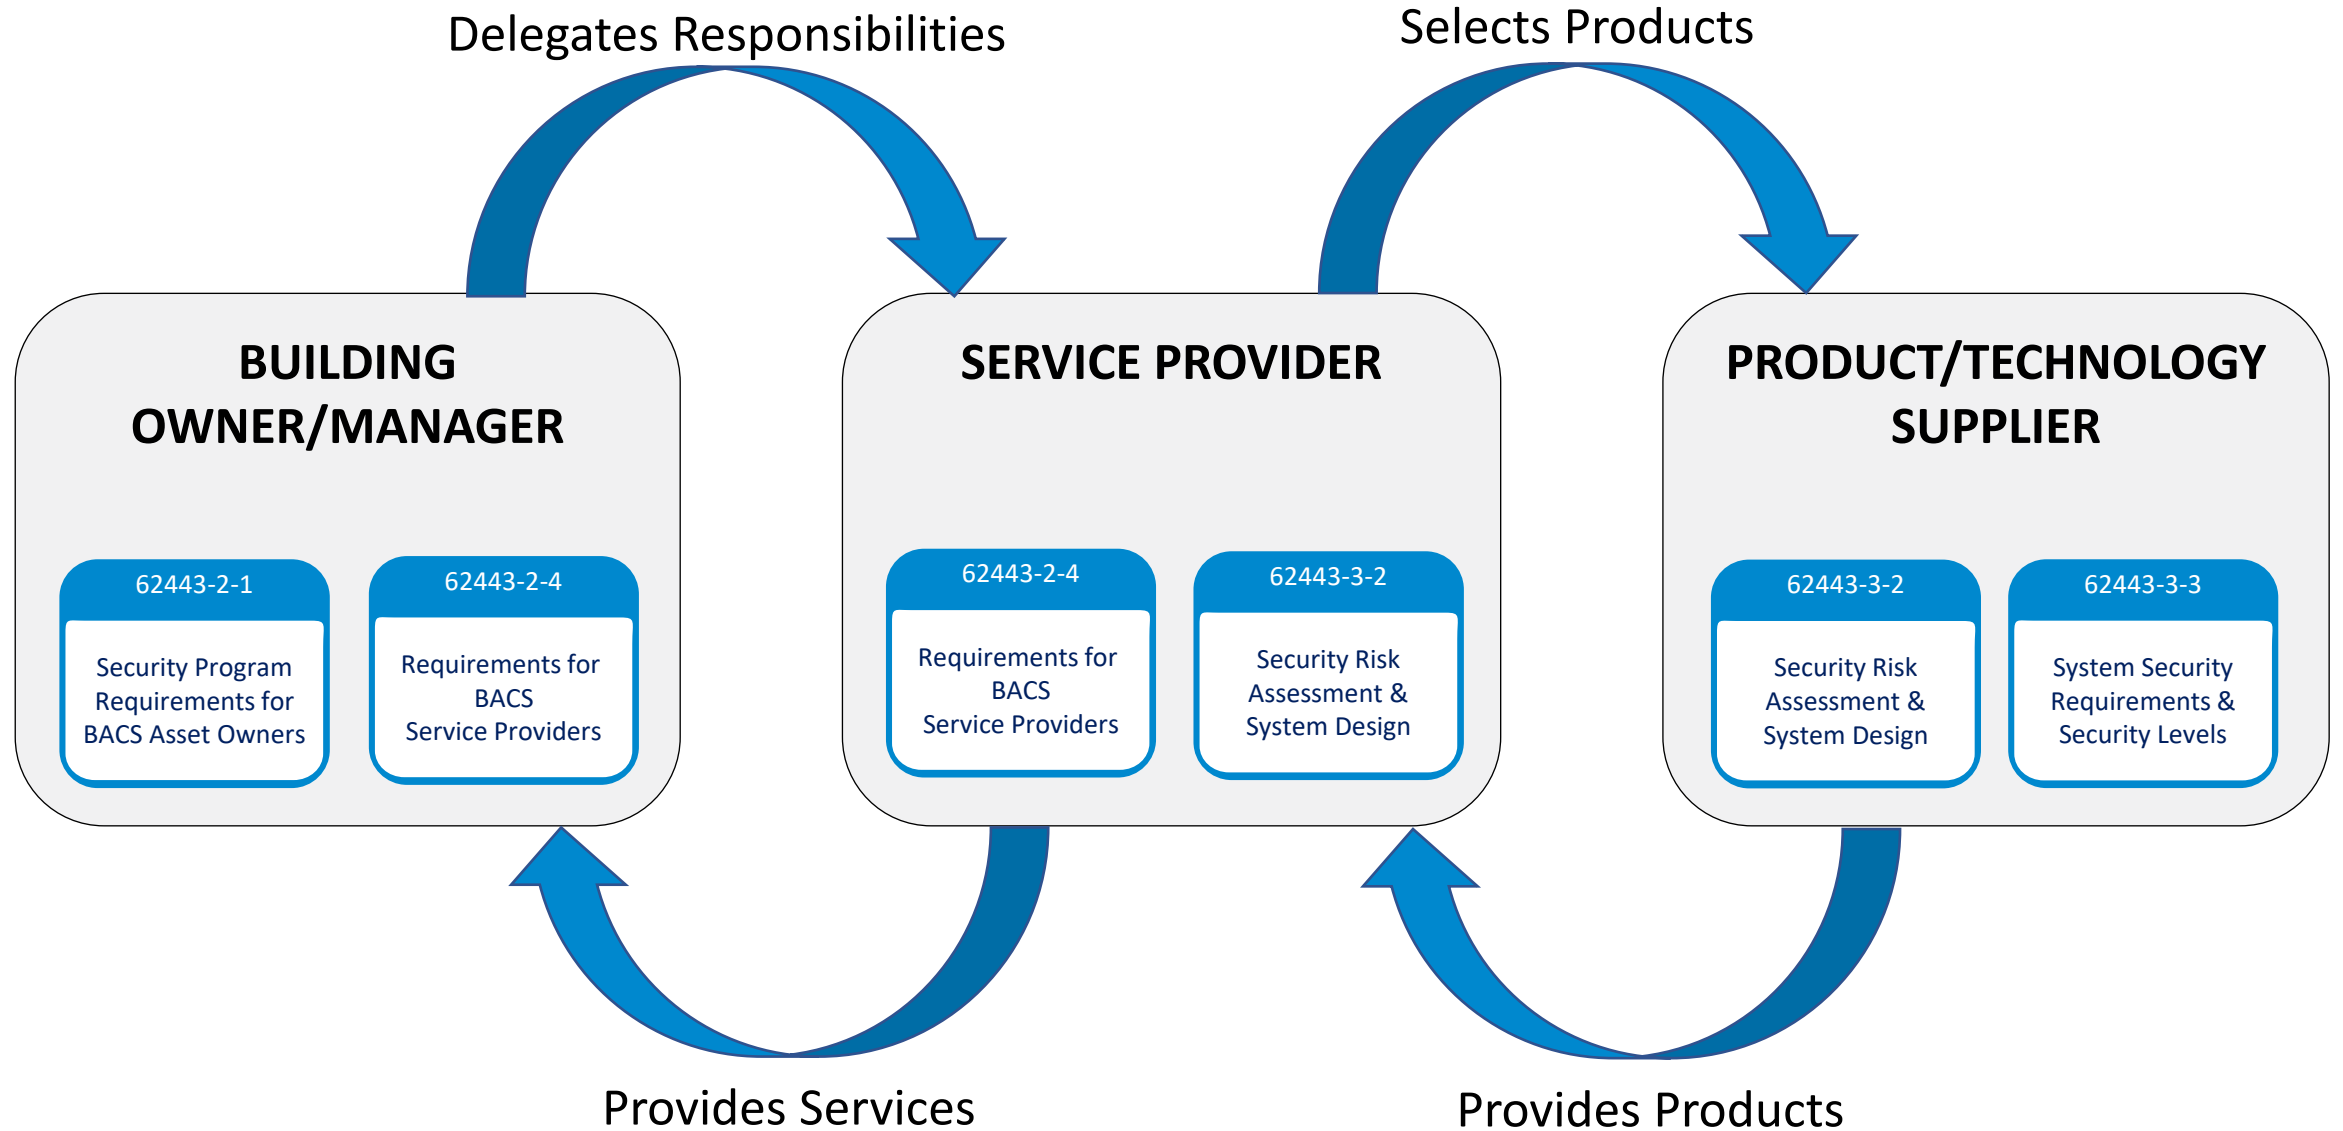 Delegates Responsibilities
Selects Products
BUILDING
OWNER/MANAGER
62443-2-1
Security Program
Requirements for
BACS Asset Owners
62443-2-4
Requirements for
BACS
Service Providers
SERVICE PROVIDER
62443-2-4
Requirements for
BACS
Service Providers
62443-3-2
Security Risk
Assessment &
System Design
PRODUCT/TECHNOLOGY
SUPPLIER
62443-3-2
Security Risk
Assessment &
System Design
62443-3-3
System Security
Requirements &
Security Levels
Provides Services
Provides Products